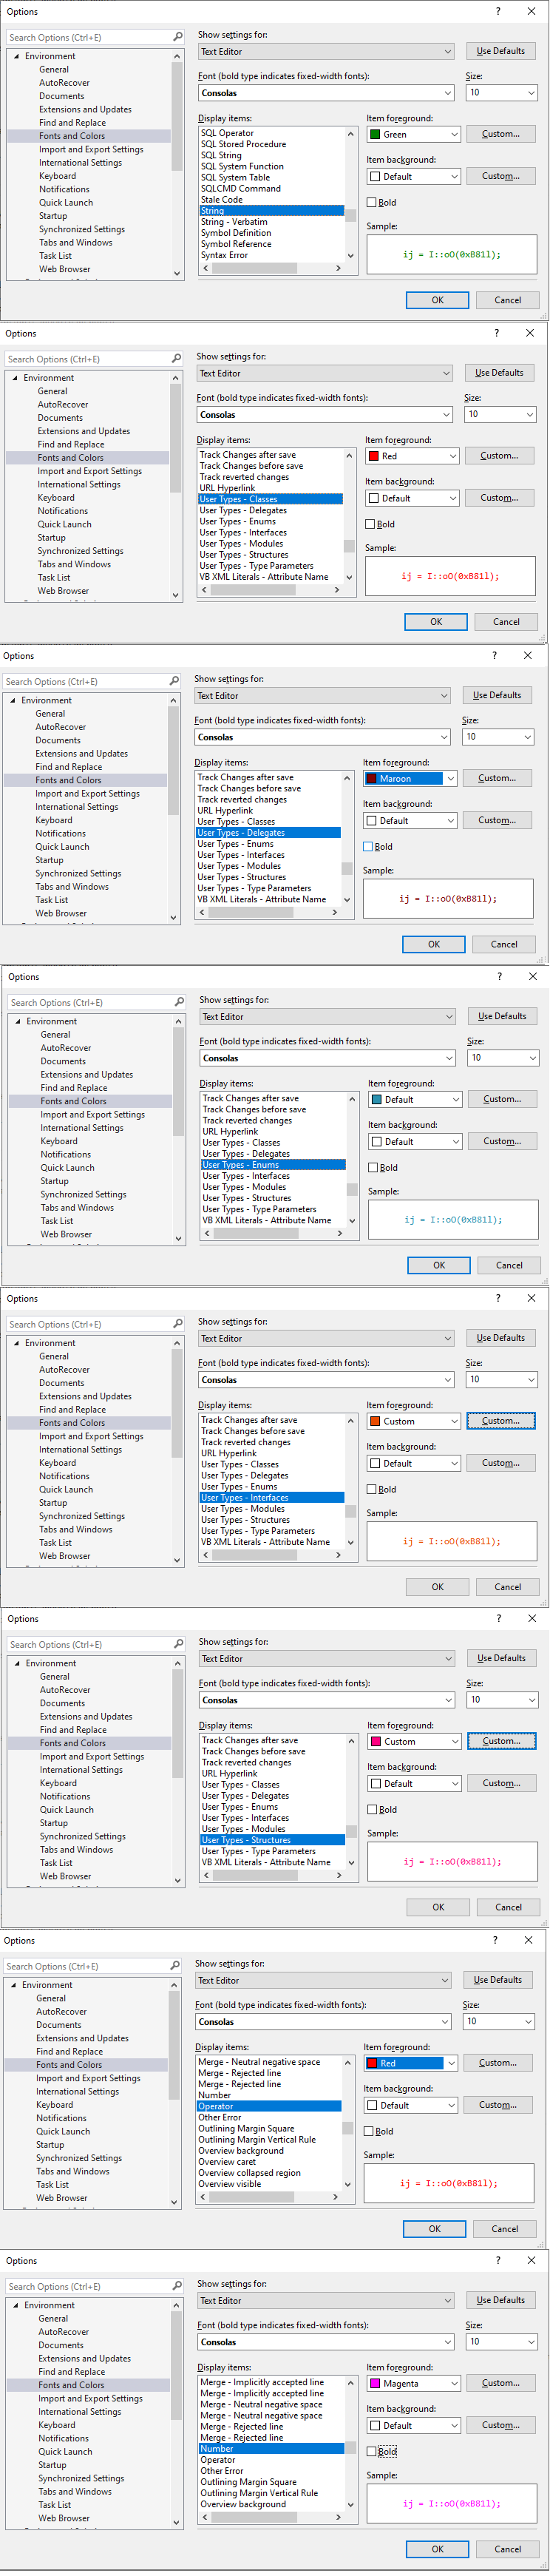 Options ? ×
Search Options (Ctrl+E)
Environment
General
AutoRecover
Documents
Extensions and Updates
Find and Replace
Fonts and Colors
Import and Export Settings
International Settings
Keyboard
Notifications
Quick Launch
Startup
Synchronized Settings
Tabs and Windows
Task List
Web Browser
Show settings for:
Text Editor
Use Defaults
Font (bold type indicates fixed-width fonts):
Size:
Consolas
10
Display items:
SQL Operator
SQL Stored Procedure
SQL String
SQL System Function
SQL System Table
SQLCMD Command
Stale Code
String
String - Verbatim
Symbol Definition
Symbol Reference
Syntax Error
Item foreground:
Green
Custom...
Item background:
Default
Custom...
Bold
Sample:
ij = I::oO(0xB81l);
OK
Cancel
Options ? ×
Search Options (Ctrl+E)
Environment
General
AutoRecover
Documents
Extensions and Updates
Find and Replace
Fonts and Colors
Import and Export Settings
International Settings
Keyboard
Notifications
Quick Launch
Startup
Synchronized Settings
Tabs and Windows
Task List
Web Browser
Show settings for:
Text Editor
Use Defaults
Font (bold type indicates fixed-width fonts):
Size:
Consolas
10
Display items:
Track Changes after save
Track Changes before save
Track reverted changes
URL Hyperlink
User Types - Classes
User Types - Delegates
User Types - Enums
User Types - Interfaces
User Types - Modules
User Types - Structures
User Types - Type Parameters
VB XML Literals - Attribute Name
Item foreground:
Red
Custom...
Item background:
Default
Custom...
Bold
Sample:
ij = I::oO(0xB81l);
OK
Cancel
Options ? ×
Search Options (Ctrl+E)
Environment
General
AutoRecover
Documents
Extensions and Updates
Find and Replace
Fonts and Colors
Import and Export Settings
International Settings
Keyboard
Notifications
Quick Launch
Startup
Synchronized Settings
Tabs and Windows
Task List
Web Browser
Show settings for:
Text Editor
Use Defaults
Font (bold type indicates fixed-width fonts):
Size:
Consolas
10
Display items:
Track Changes after save
Track Changes before save
Track reverted changes
URL Hyperlink
User Types - Classes
User Types - Delegates
User Types - Enums
User Types - Interfaces
User Types - Modules
User Types - Structures
User Types - Type Parameters
VB XML Literals - Attribute Name
Item foreground:
Maroon
Custom...
Item background:
Default
Custom...
Bold
Sample:
ij = I::oO(0xB81l);
OK
Cancel
Options ? ×
Search Options (Ctrl+E)
Environment
General
AutoRecover
Documents
Extensions and Updates
Find and Replace
Fonts and Colors
Import and Export Settings
International Settings
Keyboard
Notifications
Quick Launch
Startup
Synchronized Settings
Tabs and Windows
Task List
Web Browser
Show settings for:
Text Editor
Use Defaults
Font (bold type indicates fixed-width fonts):
Size:
Consolas
10
Display items:
Track Changes after save
Track Changes before save
Track reverted changes
URL Hyperlink
User Types - Classes
User Types - Delegates
User Types - Enums
User Types - Interfaces
User Types - Modules
User Types - Structures
User Types - Type Parameters
VB XML Literals - Attribute Name
Item foreground:
Default
Custom...
Item background:
Default
Custom...
Bold
Sample:
ij = I::oO(0xB81l);
OK
Cancel
Options ? ×
Search Options (Ctrl+E)
Environment
General
AutoRecover
Documents
Extensions and Updates
Find and Replace
Fonts and Colors
Import and Export Settings
International Settings
Keyboard
Notifications
Quick Launch
Startup
Synchronized Settings
Tabs and Windows
Task List
Web Browser
Show settings for:
Text Editor
Use Defaults
Font (bold type indicates fixed-width fonts):
Size:
Consolas
10
Display items:
Track Changes after save
Track Changes before save
Track reverted changes
URL Hyperlink
User Types - Classes
User Types - Delegates
User Types - Enums
User Types - Interfaces
User Types - Modules
User Types - Structures
User Types - Type Parameters
VB XML Literals - Attribute Name
Item foreground:
Custom
Custom...
Item background:
Default
Custom...
Bold
Sample:
ij = I::oO(0xB81l);
OK
Cancel
Options ? ×
Search Options (Ctrl+E)
Environment
General
AutoRecover
Documents
Extensions and Updates
Find and Replace
Fonts and Colors
Import and Export Settings
International Settings
Keyboard
Notifications
Quick Launch
Startup
Synchronized Settings
Tabs and Windows
Task List
Web Browser
Show settings for:
Text Editor
Use Defaults
Font (bold type indicates fixed-width fonts):
Size:
Consolas
10
Display items:
Track Changes after save
Track Changes before save
Track reverted changes
URL Hyperlink
User Types - Classes
User Types - Delegates
User Types - Enums
User Types - Interfaces
User Types - Modules
User Types - Structures
User Types - Type Parameters
VB XML Literals - Attribute Name
Item foreground:
Custom
Custom...
Item background:
Default
Custom...
Bold
Sample:
ij = I::oO(0xB81l);
OK
Cancel
Options ? ×
Search Options (Ctrl+E)
Environment
General
AutoRecover
Documents
Extensions and Updates
Find and Replace
Fonts and Colors
Import and Export Settings
International Settings
Keyboard
Notifications
Quick Launch
Startup
Synchronized Settings
Tabs and Windows
Task List
Web Browser
Show settings for:
Text Editor
Use Defaults
Font (bold type indicates fixed-width fonts):
Size:
Consolas
10
Display items:
Merge - Neutral negative space
Merge - Rejected line
Merge - Rejected line
Number
Operator
Other Error
Outlining Margin Square
Outlining Margin Vertical Rule
Overview background
Overview caret
Overview collapsed region
Overview visible
Item foreground:
Red
Custom...
Item background:
Default
Custom...
Bold
Sample:
ij = I::oO(0xB81l);
OK
Cancel
Options ? ×
Search Options (Ctrl+E)
Environment
General
AutoRecover
Documents
Extensions and Updates
Find and Replace
Fonts and Colors
Import and Export Settings
International Settings
Keyboard
Notifications
Quick Launch
Startup
Synchronized Settings
Tabs and Windows
Task List
Web Browser
Show settings for:
Text Editor
Use Defaults
Font (bold type indicates fixed-width fonts):
Size:
Consolas
10
Display items:
Merge - Implicitly accepted line
Merge - Implicitly accepted line
Merge - Neutral negative space
Merge - Neutral negative space
Merge - Rejected line
Merge - Rejected line
Number
Operator
Other Error
Outlining Margin Square
Outlining Margin Vertical Rule
Overview background
Item foreground:
Magenta
Custom...
Item background:
Default
Custom...
Bold
Sample:
ij = I::oO(0xB81l);
OK
Cancel